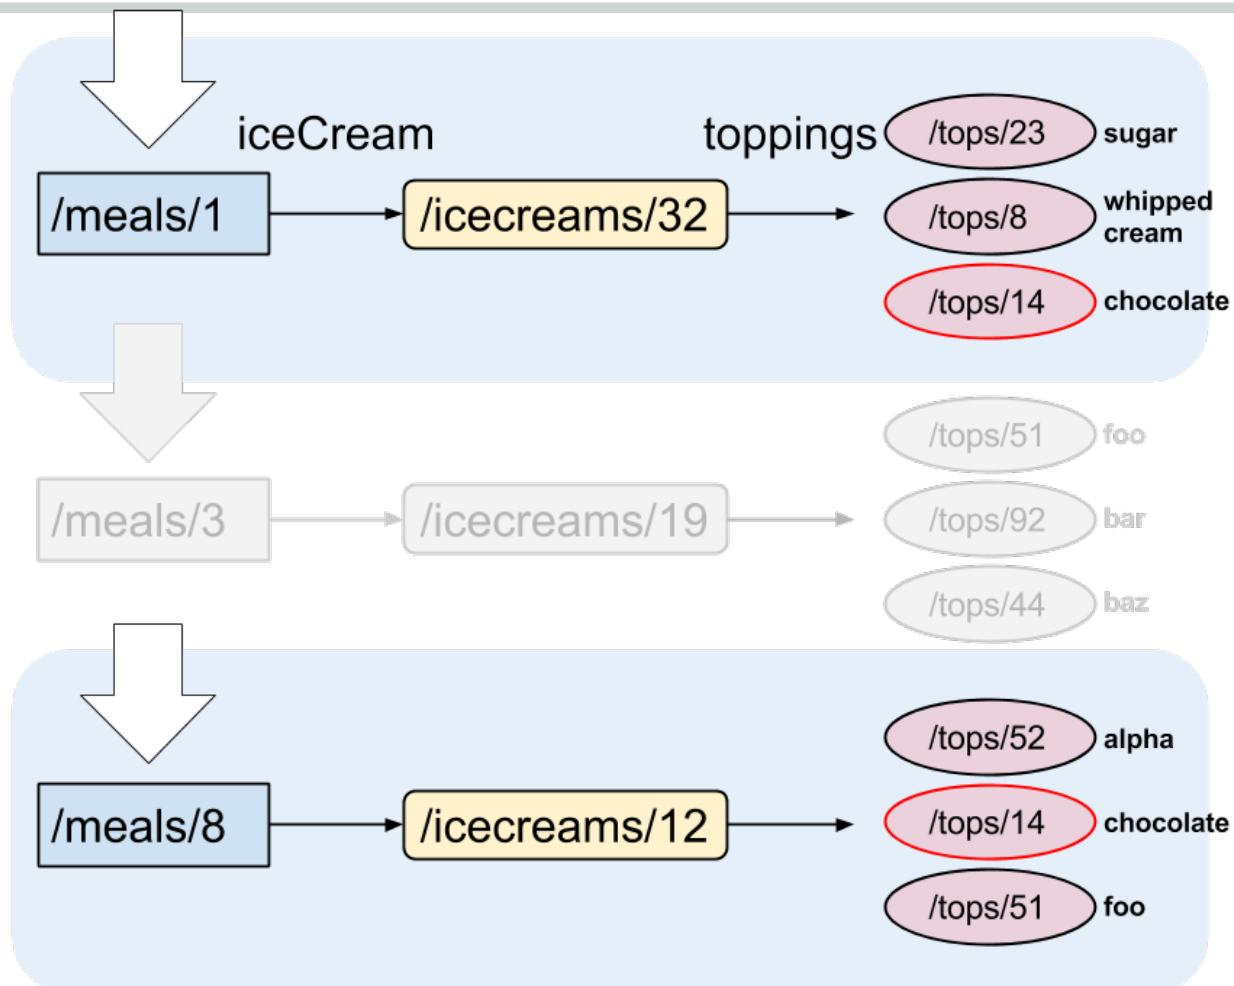 iceCream
toppings
/meals/1
/icecreams/32
/tops/23 sugar
/tops/8 whipped
cream
/tops/14 chocolate
/meals/3
/icecreams/19
/tops/51 foo
/tops/92 bar
/tops/44 baz
/meals/8
/icecreams/12
/tops/52 alpha
/tops/14 chocolate
/tops/51 foo